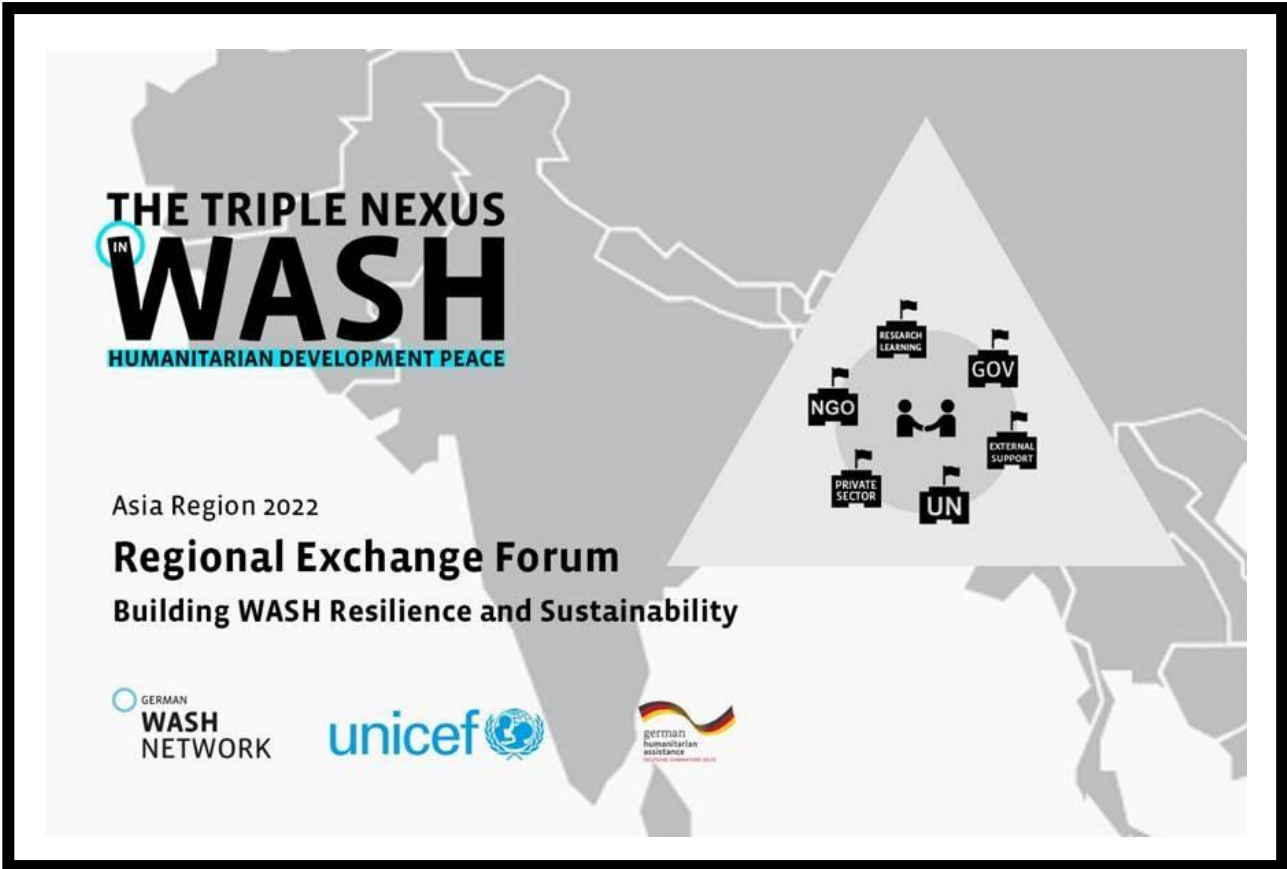 THE TRIPLE NEXUS
IN
WASH
HUMANITARIAN DEVELOPMENT PEACE
RESEARCH
LEARNING
GOV
NGO
EXTERNAL
SUPPORT
PRIVATE
SECTOR
UN
Asia Region 2022
Regional Exchange Forum
Building WASH Resilience and Sustainability
GERMAN
WASH
NETWORK
unicef
german
humanitarian
assistance